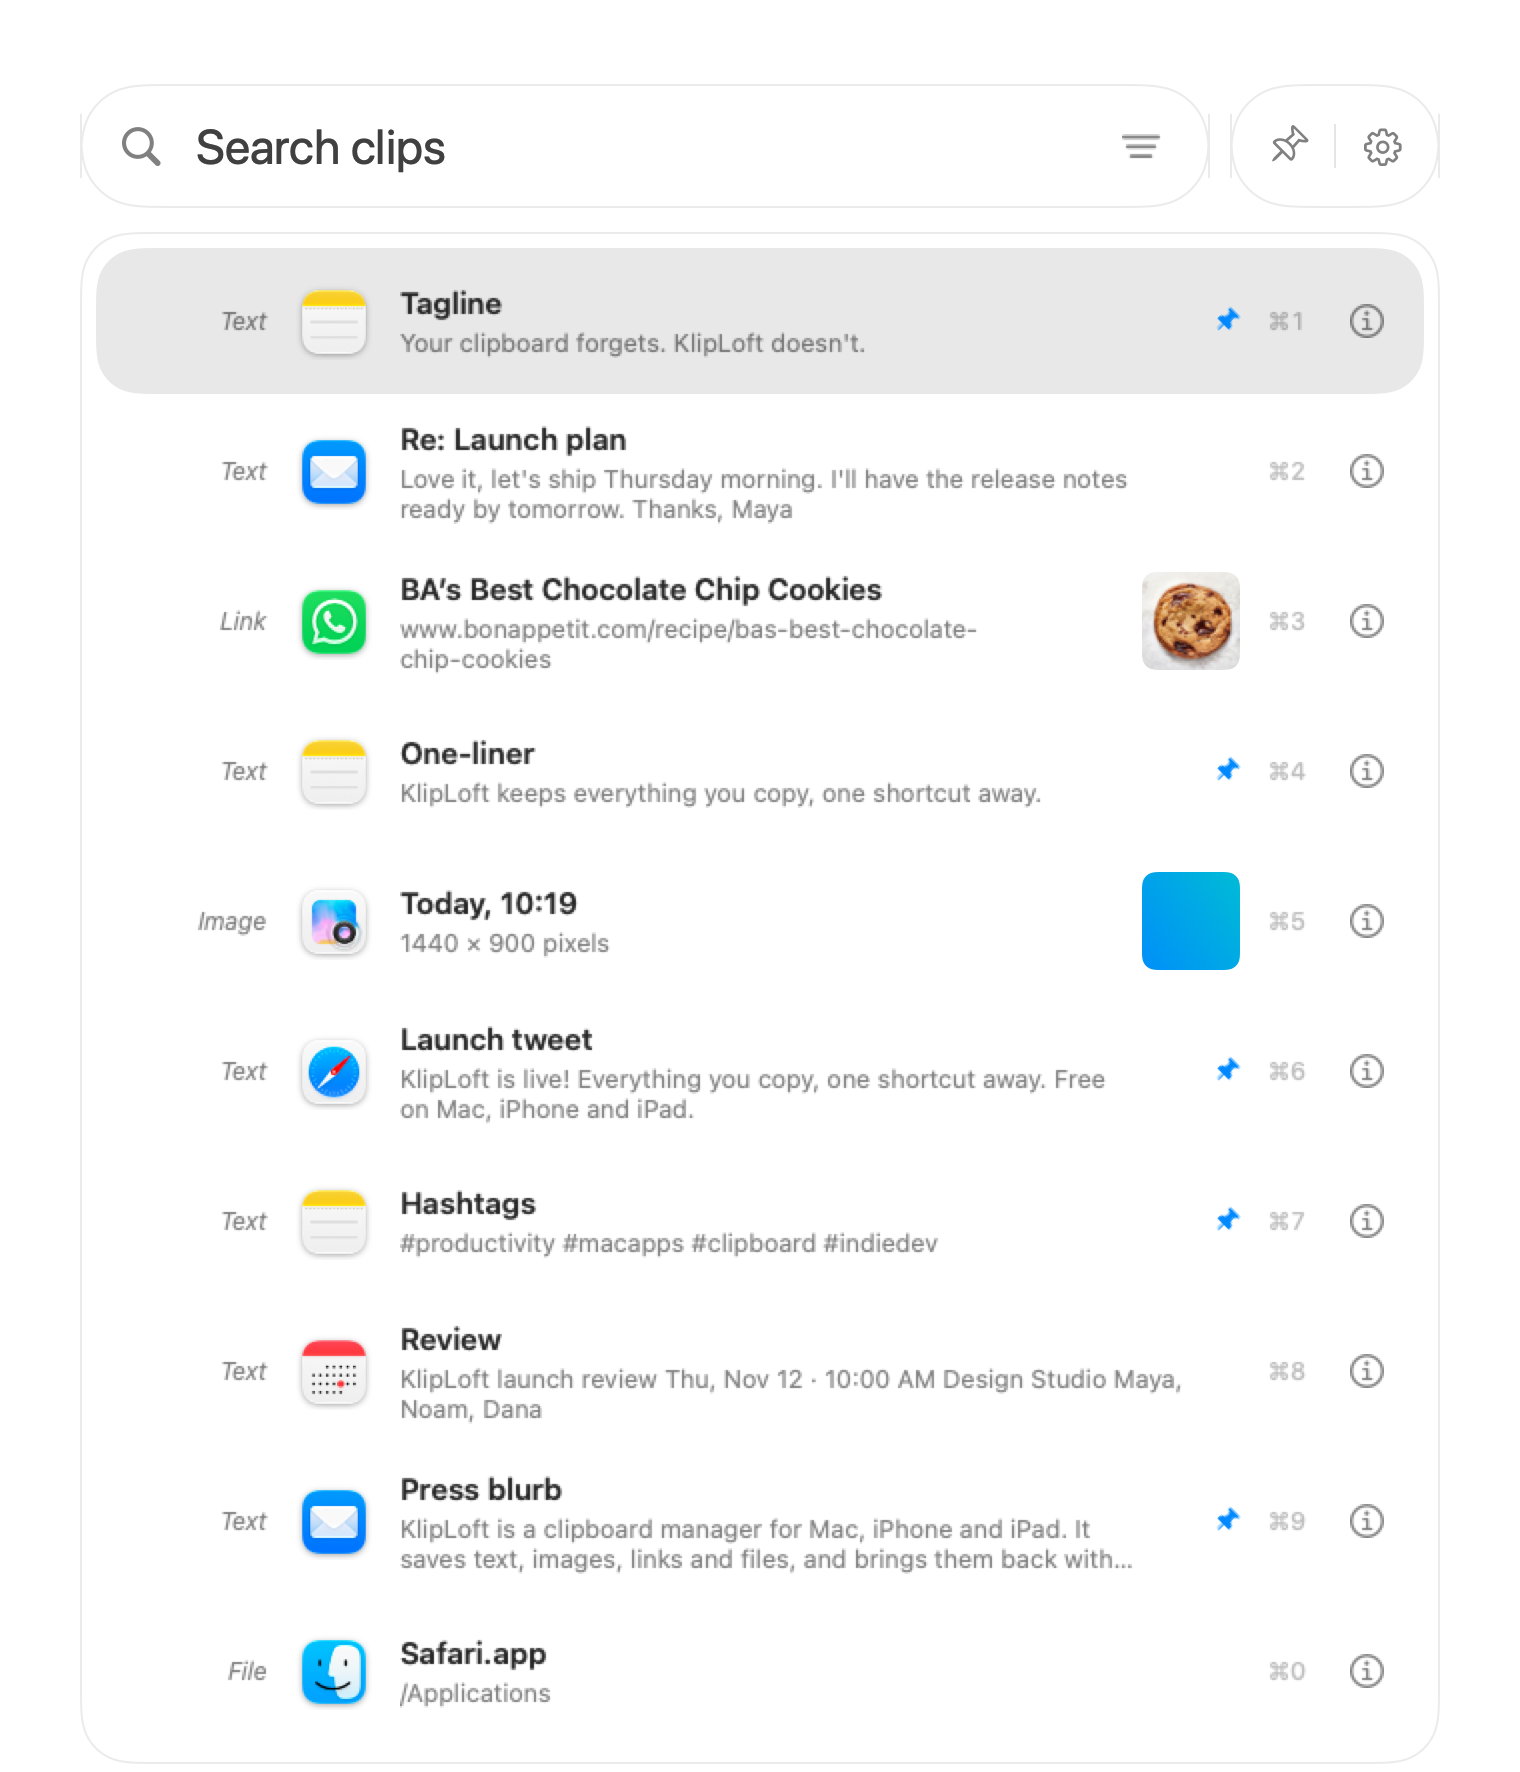 Search clips
Text
Tagline
Your clipboard forgets. KlipLoft doesn't.
⌘1
Text
Re: Launch plan
Love it, let's ship Thursday morning. I'll have the release notes
ready by tomorrow. Thanks, Maya
⌘2
Link
BA’s Best Chocolate Chip Cookies
www.bonappetit.com/recipe/bas-best-chocolate-
chip-cookies
⌘3
Text
One-liner
KlipLoft keeps everything you copy, one shortcut away.
⌘4
Image
Today, 10:19
1440 × 900 pixels
⌘5
Text
Launch tweet
KlipLoft is live! Everything you copy, one shortcut away. Free
on Mac, iPhone and iPad.
⌘6
Text
Hashtags
#productivity #macapps #clipboard #indiedev
⌘7
Text
Review
KlipLoft launch review Thu, Nov 12 · 10:00 AM Design Studio Maya,
Noam, Dana
⌘8
Text
Press blurb
KlipLoft is a clipboard manager for Mac, iPhone and iPad. It
saves text, images, links and files, and brings them back with...
⌘9
File
Safari.app
/Applications
⌘0